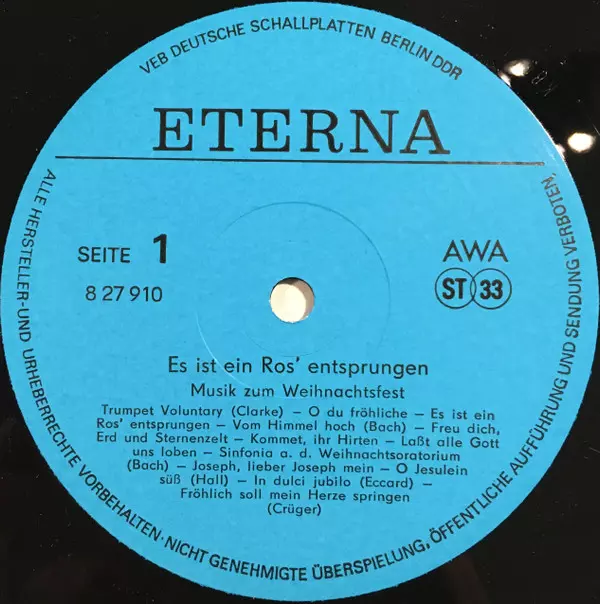 VEB DEUTSCHE SCHALLPLATTEN BERLIN DDR
ETERNA
SEITE 1
8 27 910
AWA
ST 33
Es ist ein Ros' entsprungen
Musik zum Weihnachtsfest
Trumpet Voluntary (Clarke) – O du fröhliche – Es ist ein
Ros' entsprungen – Vom Himmel hoch (Bach) – Freu dich,
Erd und Sternenzelt – Kommet, ihr Hirten – Laßt alle Gott
uns loben – Sinfonia a. d. Weihnachtsoratorium
(Bach) – Joseph, lieber Joseph mein – O Jesulein
süß (Hall) – In dulci jubilo (Eccard) –
Fröhlich soll mein Herze springen
(Crüger)
ALLE HERSTELLER-UND URHEBERRECHTE VORBEHALTEN · NICHT GENEHMIGTE ÜBERSPIELUNG, ÖFFENTLICHE AUFFÜHRUNG UND SENDUNG VERBOTEN,